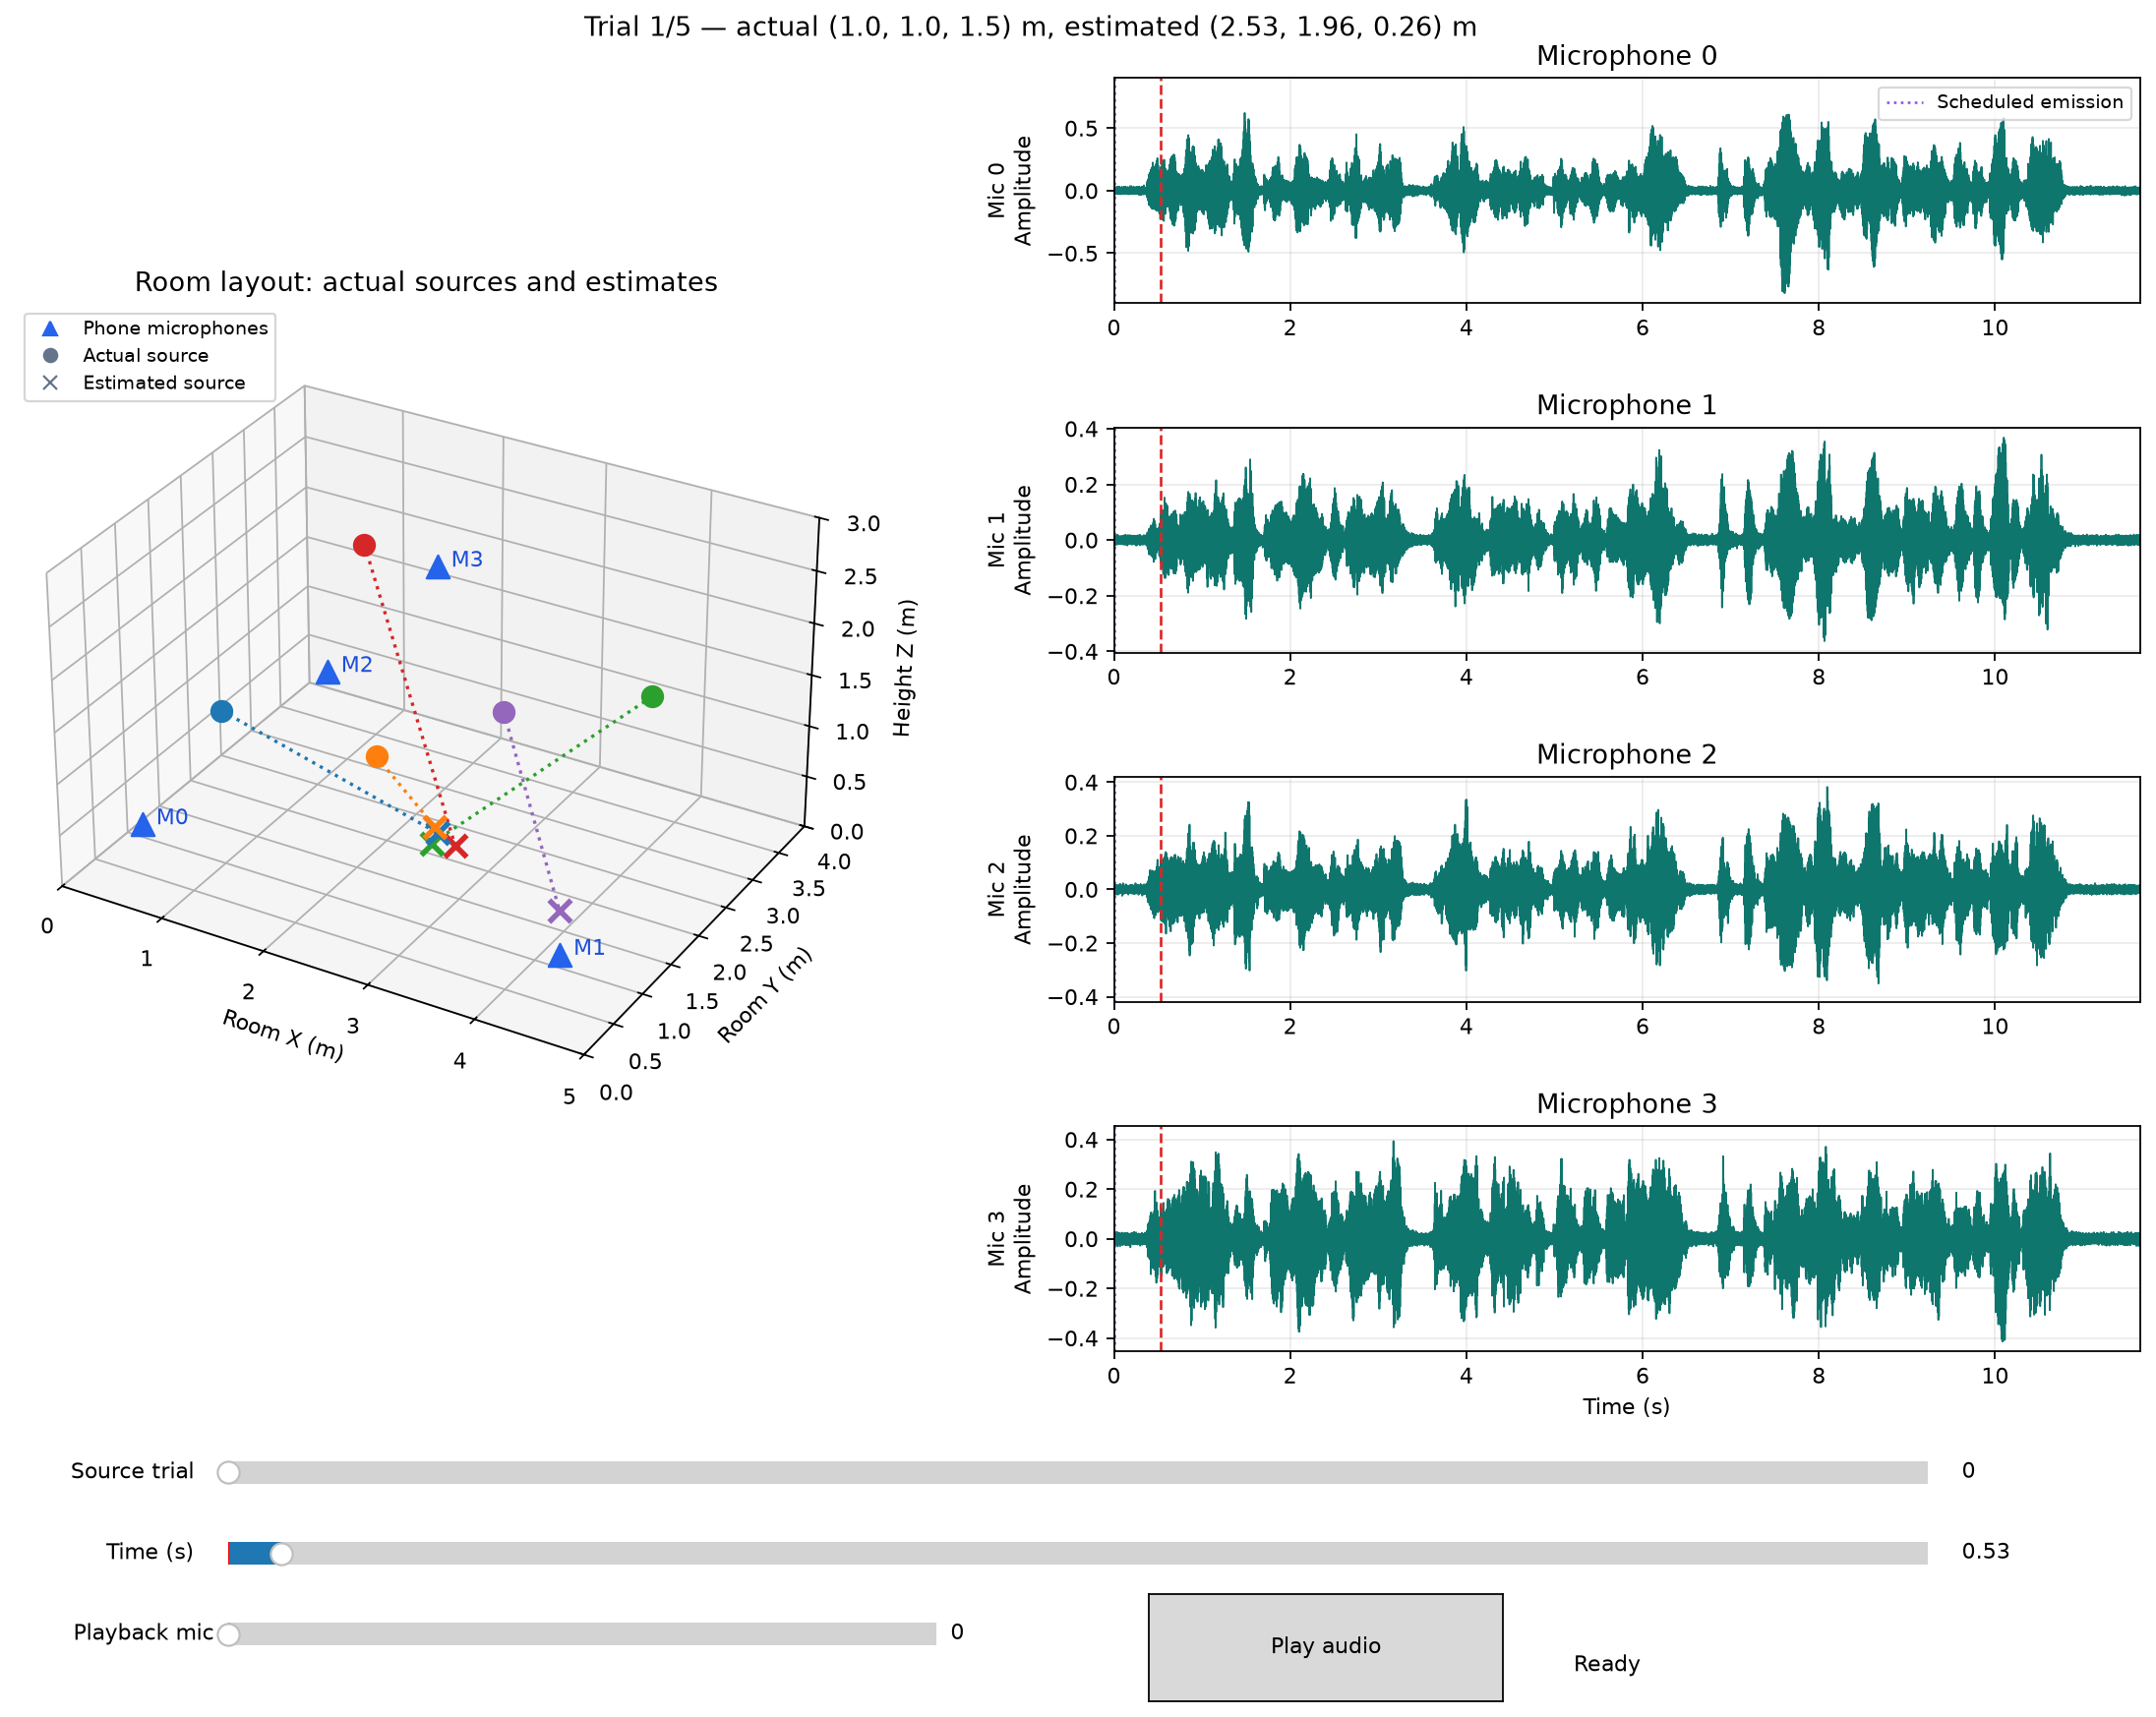 Trial 1/5 — actual (1.0, 1.0, 1.5) m, estimated (2.53, 1.96, 0.26) m
Room layout: actual sources and estimates
Phone microphones
Actual source
Estimated source
M3
M2
M0
M1
0
1
2
3
4
5
Room X (m)
0.0
0.5
1.0
1.5
2.0
2.5
3.0
3.5
4.0
Room Y (m)
0.0
0.5
1.0
1.5
2.0
2.5
3.0
Height Z (m)
Microphone 0
Scheduled emission
Mic 0
Amplitude
0.5
0.0
−0.5
0 2 4 6 8 10
Microphone 1
Mic 1
Amplitude
0.4
0.2
0.0
−0.2
−0.4
0 2 4 6 8 10
Microphone 2
Mic 2
Amplitude
0.4
0.2
0.0
−0.2
−0.4
0 2 4 6 8 10
Microphone 3
Mic 3
Amplitude
0.4
0.2
0.0
−0.2
−0.4
0 2 4 6 8 10
Time (s)
Source trial 0
Time (s) 0.53
Playback mic 0
Play audio
Ready